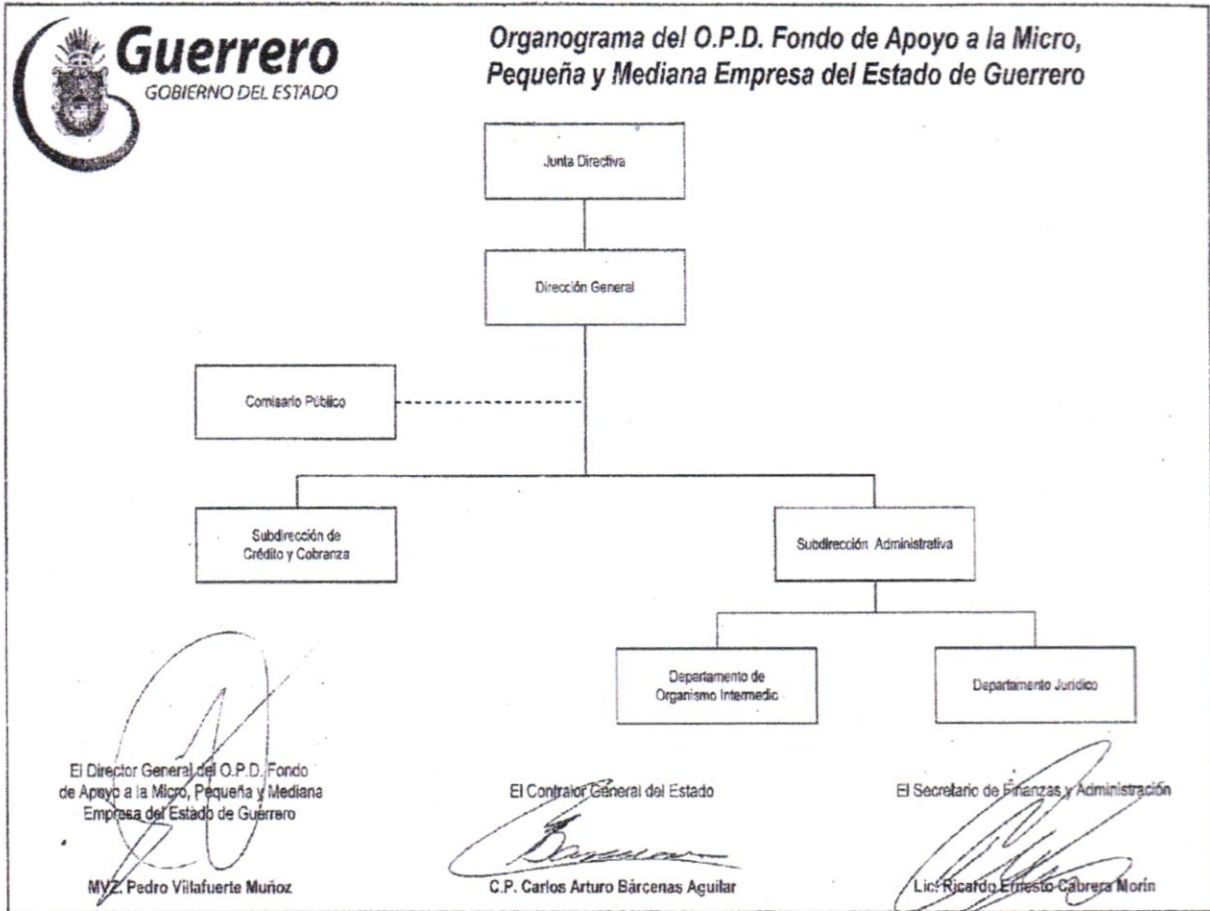 Guerrero
GOBIERNO DEL ESTADO
Organograma del O.P.D. Fondo de Apoyo a la Micro,
Pequeña y Mediana Empresa del Estado de Guerrero
Junta Directiva
Dirección General
Comisario Público
Subdirección de
Crédito y Cobranza
Subdirección Administrativa
Departamento de
Organismo Intermedic
Departamento Jurídico
El Director General del O.P.D. Fondo
de Apoyo a la Micro, Pequeña y Mediana
Empresa del Estado de Guerrero
MVZ. Pedro Villafuerte Muñoz
El Contralor General del Estado
C.P. Carlos Arturo Bárcenas Aguilar
El Secretario de Finanzas y Administración
Lic. Ricardo Ernesto Cabrera Morín